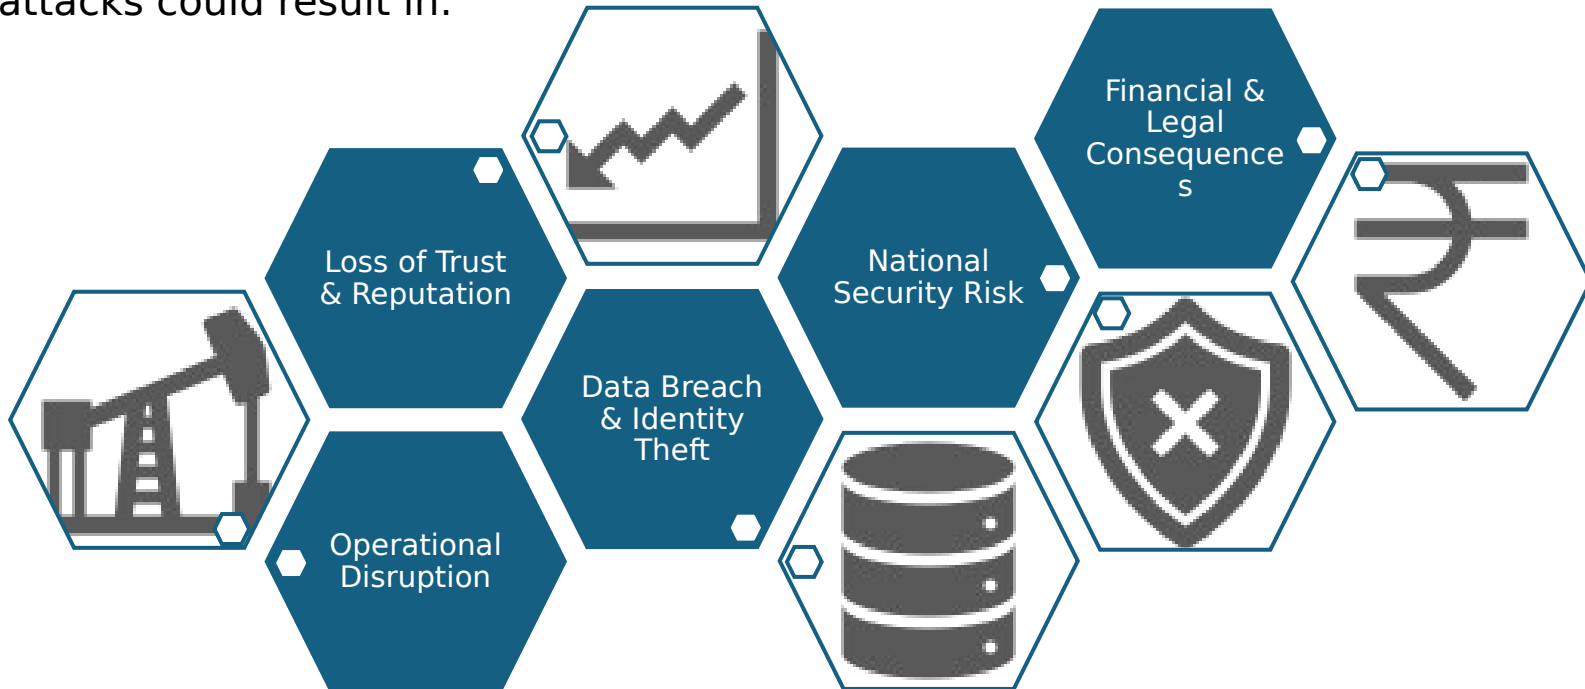 attacks could result in:
Financial &
Legal
Consequence
s
Loss of Trust
& Reputation
National
Security Risk
Data Breach
& Identity
Theft
Operational
Disruption